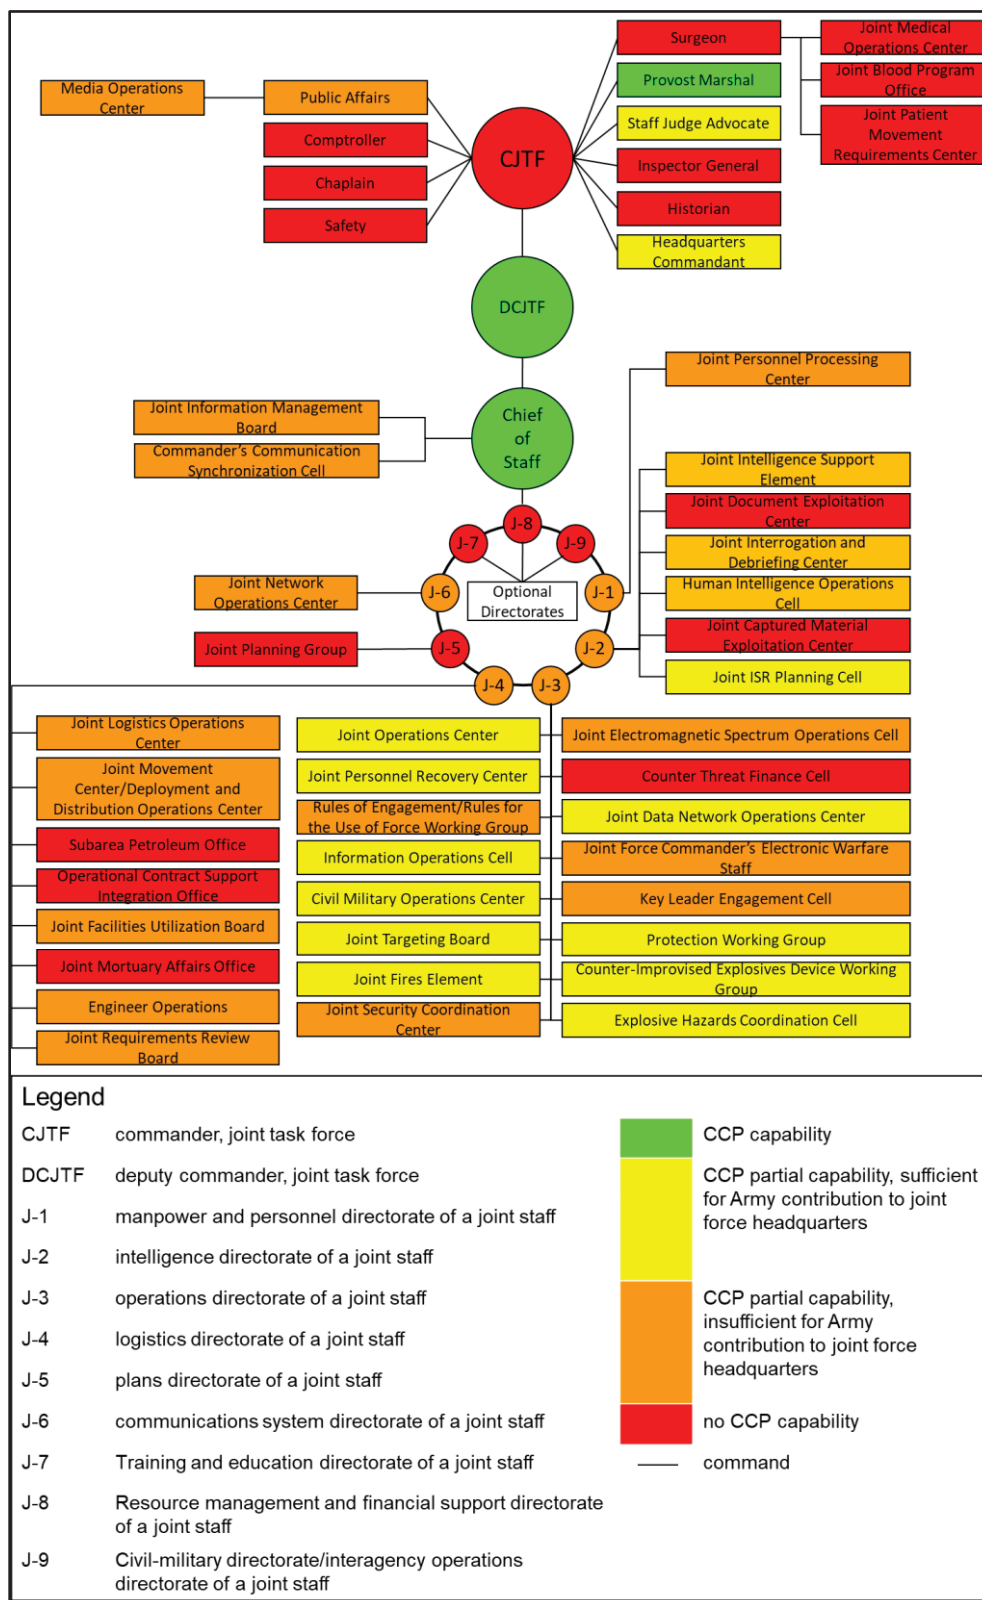 Surgeon
Joint Medical
Operations Center
Media Operations
Center
Public Affairs
Provost Marshal
Joint Blood Program
Office
Comptroller
CJTF
Staff Judge Advocate
Joint Patient
Movement
Requirements Center
Chaplain
Inspector General
Safety
Historian
Headquarters
Commandant
DCJTF
Joint Personnel Processing
Center
Joint Information Management
Board
Commander's Communication
Synchronization Cell
Chief
of
Staff
Joint Intelligence Support
Element
Joint Document Exploitation
Center
Joint Interrogation and
Debriefing Center
Human Intelligence Operations
Cell
Joint Captured Material
Exploitation Center
Joint ISR Planning Cell
J-8
J-7
J-9
Joint Network
Operations Center
J-6
Optional
Directorates
J-1
Joint Planning Group
J-5
J-2
J-4
J-3
Joint Logistics Operations
Center
Joint Movement
Center/Deployment and
Distribution Operations Center
Subarea Petroleum Office
Operational Contract Support
Integration Office
Joint Facilities Utilization Board
Joint Mortuary Affairs Office
Engineer Operations
Joint Requirements Review
Board
Joint Operations Center
Joint Personnel Recovery Center
Rules of Engagement/Rules for
the Use of Force Working Group
Information Operations Cell
Civil Military Operations Center
Joint Targeting Board
Joint Fires Element
Joint Security Coordination
Center
Joint Electromagnetic Spectrum Operations Cell
Counter Threat Finance Cell
Joint Data Network Operations Center
Joint Force Commander's Electronic Warfare
Staff
Key Leader Engagement Cell
Protection Working Group
Counter-Improvised Explosives Device Working
Group
Explosive Hazards Coordination Cell
Legend
CJTF commander, joint task force
DCJTF deputy commander, joint task force
J-1 manpower and personnel directorate of a joint staff
J-2 intelligence directorate of a joint staff
J-3 operations directorate of a joint staff
J-4 logistics directorate of a joint staff
J-5 plans directorate of a joint staff
J-6 communications system directorate of a joint staff
J-7 Training and education directorate of a joint staff
J-8 Resource management and financial support directorate
of a joint staff
J-9 Civil-military directorate/interagency operations
directorate of a joint staff
CCP capability
CCP partial capability, sufficient
for Army contribution to joint
force headquarters
CCP partial capability,
insufficient for Army
contribution to joint force
headquarters
no CCP capability
command